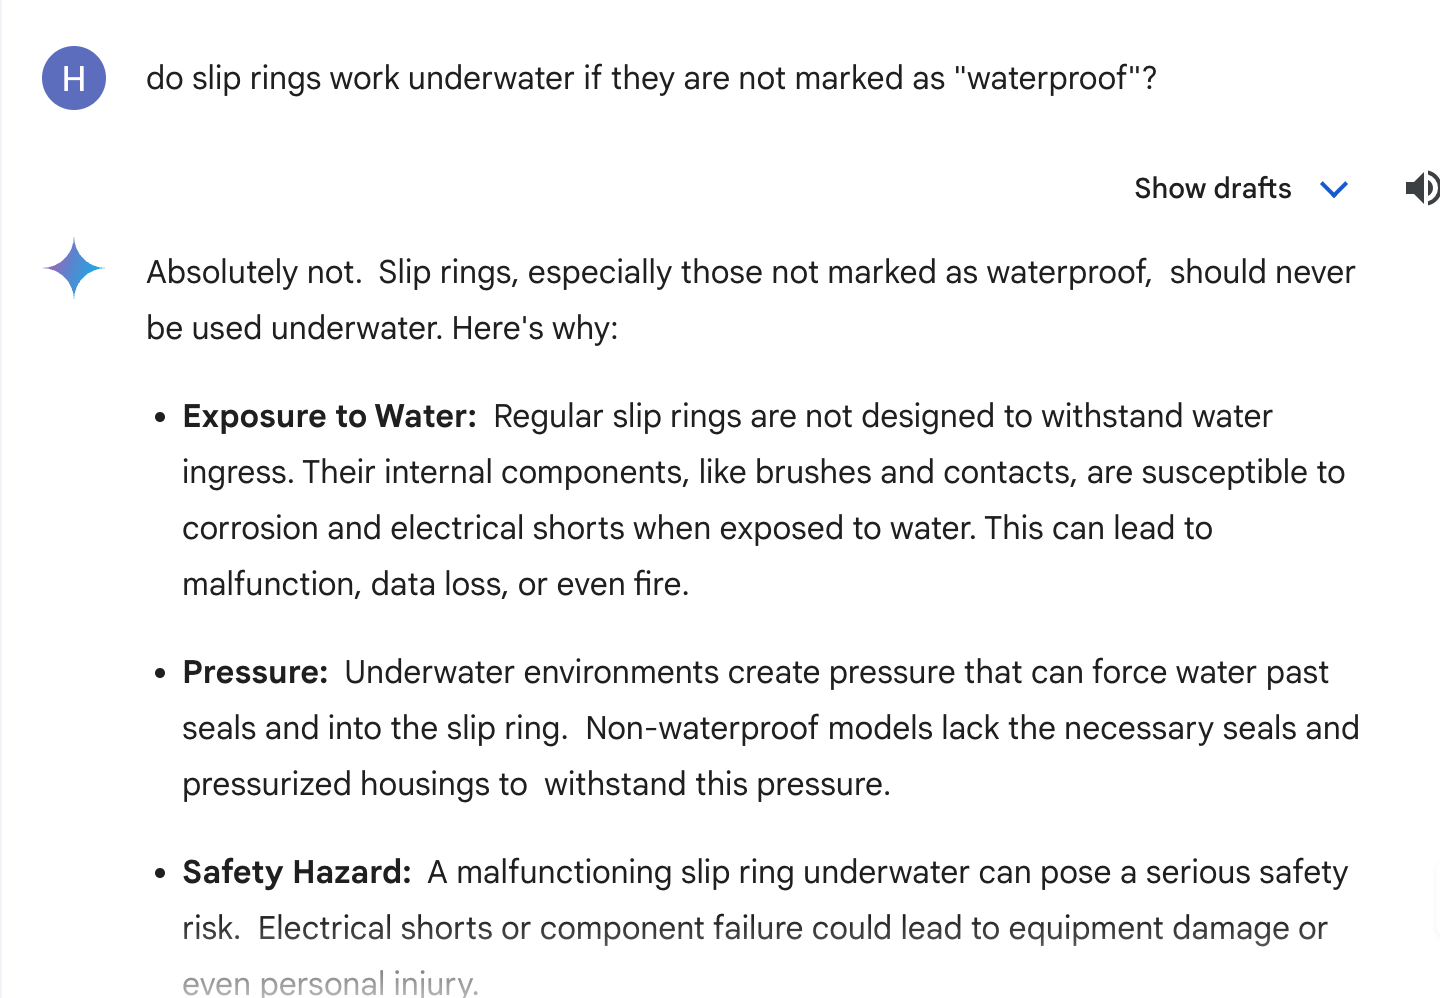 H
do slip rings work underwater if they are not marked as "waterproof"?
Show drafts
Absolutely not.  Slip rings, especially those not marked as waterproof,  should never
be used underwater. Here's why:
• Exposure to Water:  Regular slip rings are not designed to withstand water
ingress. Their internal components, like brushes and contacts, are susceptible to
corrosion and electrical shorts when exposed to water. This can lead to
malfunction, data loss, or even fire.
• Pressure:  Underwater environments create pressure that can force water past
seals and into the slip ring.  Non-waterproof models lack the necessary seals and
pressurized housings to  withstand this pressure.
• Safety Hazard:  A malfunctioning slip ring underwater can pose a serious safety
risk.  Electrical shorts or component failure could lead to equipment damage or
even personal injury.